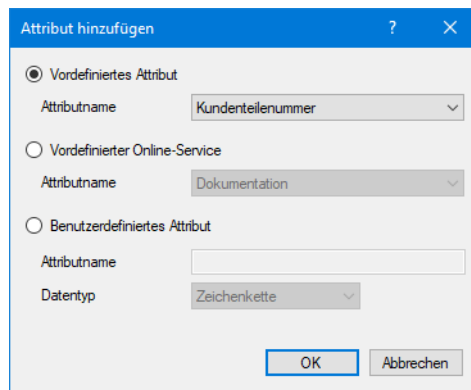 Attribut hinzufügen ?
Vordefiniertes Attribut
Attributname Kundenteilenummer
Vordefinierter Online-Service
Attributname Dokumentation
Benutzerdefiniertes Attribut
Attributname
Datentyp Zeichenkette
OK Abbrechen